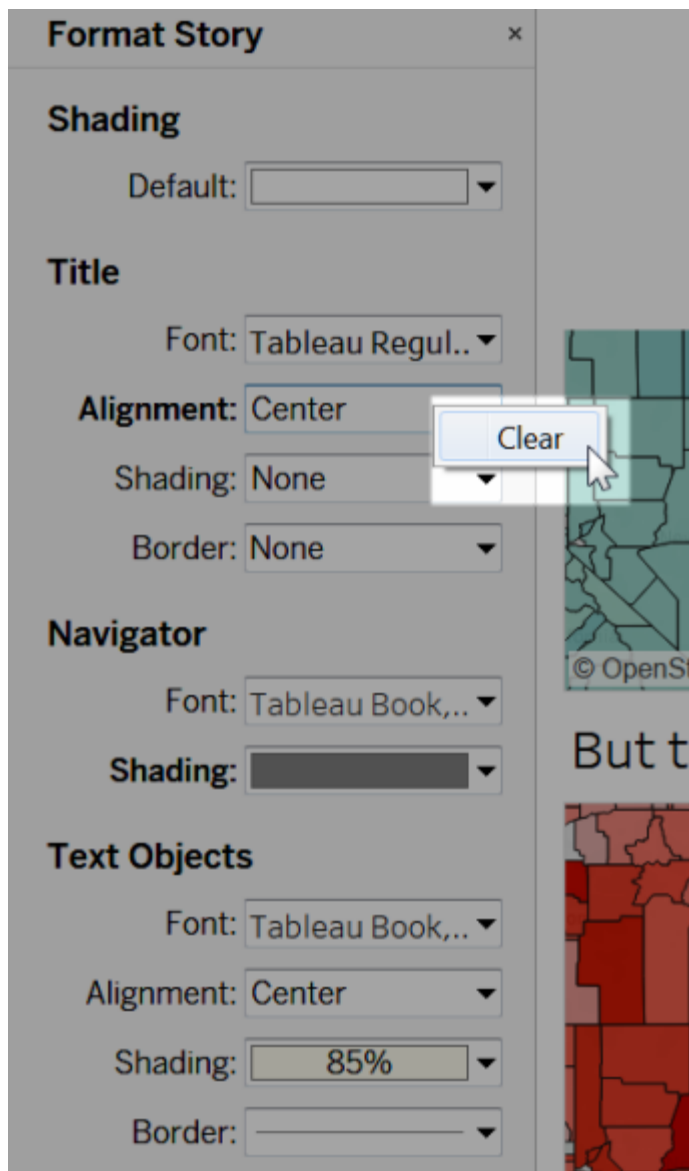 Format Story ×
Shading
Default:
Title
Font: Tableau Regul..
Alignment: Center
Clear
Shading: None
Border: None
Navigator
Font: Tableau Book,..
Shading:
© OpenSt
But t
Text Objects
Font: Tableau Book,..
Alignment: Center
Shading: 85%
Border: